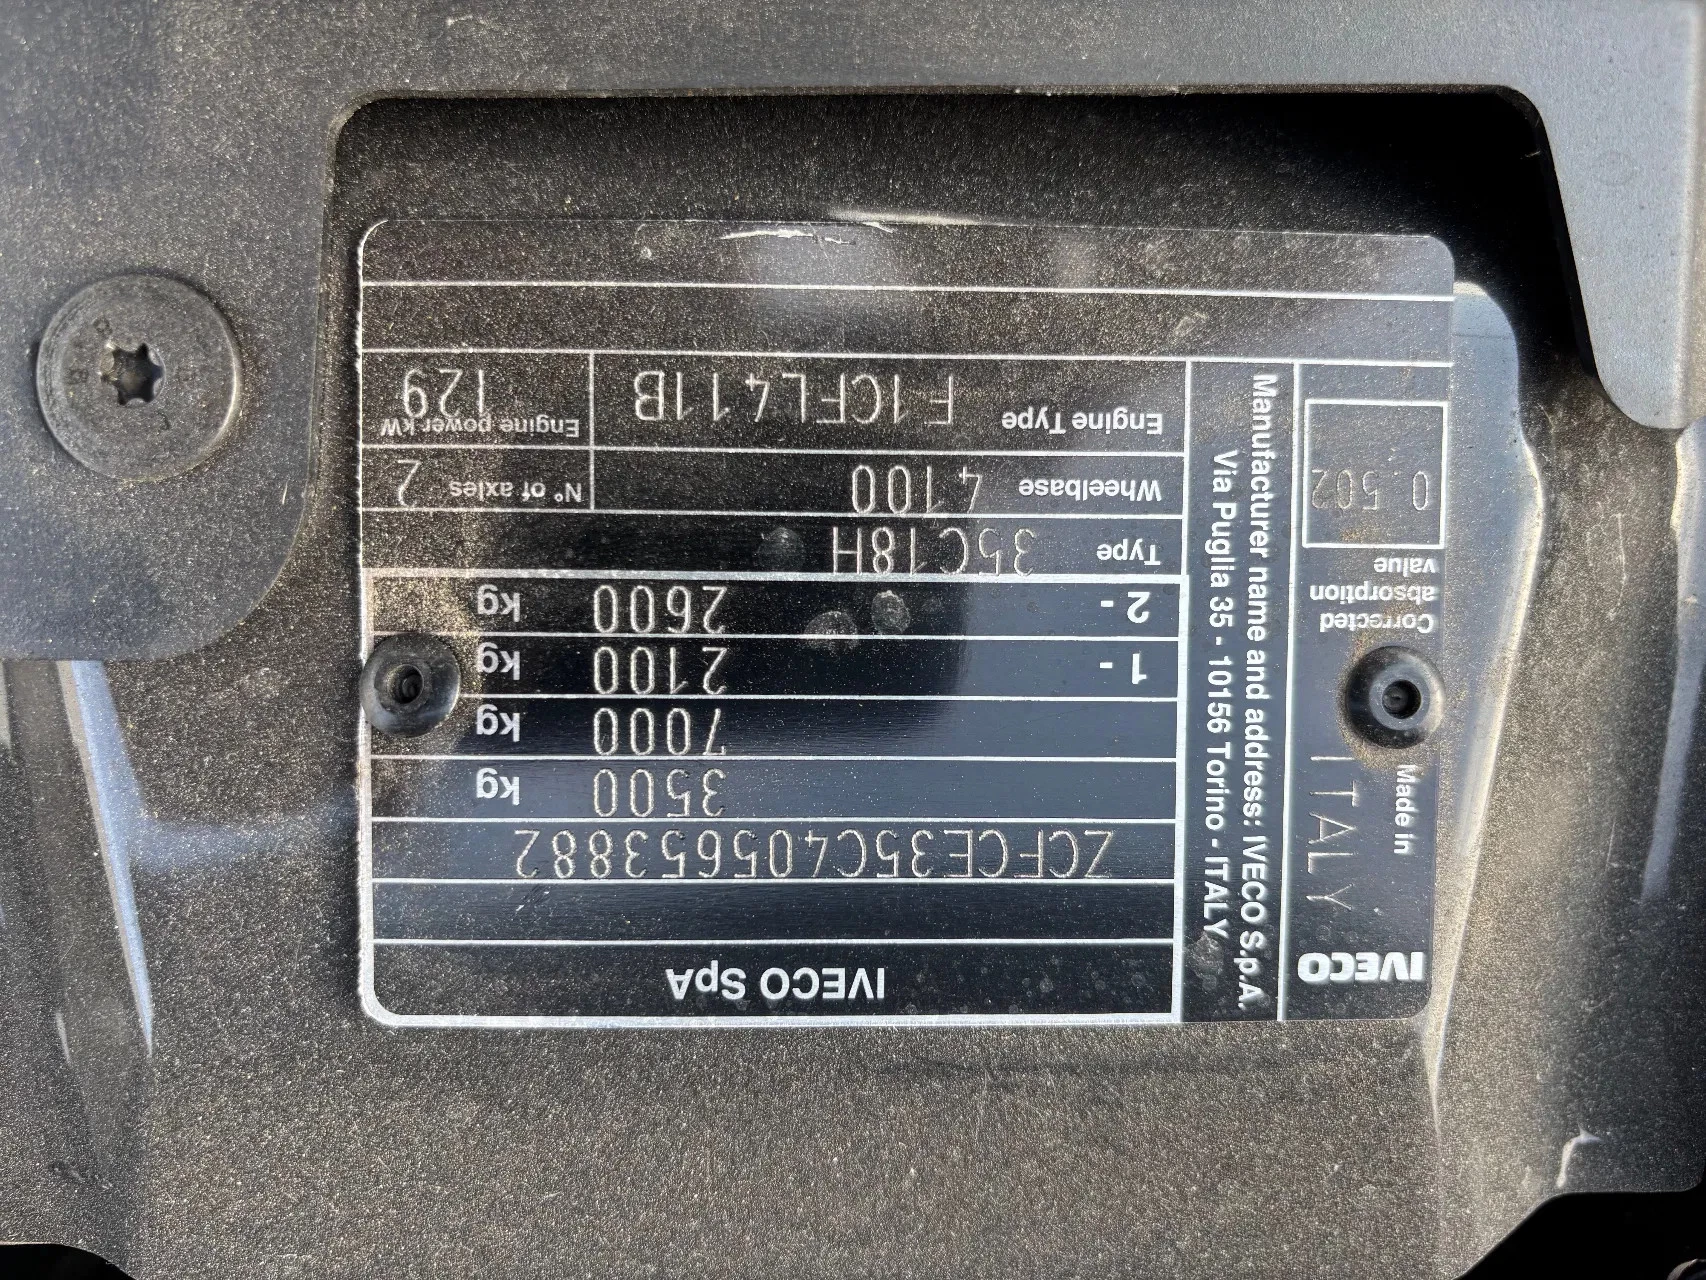 IVECO SpA
ZCFCE35C405653882
3500 kg
7000 kg
1 - 2100 kg
2 - 2600 kg
Type 35C18H
Wheelbase 4100 N° of axles 2
Engine Type F1CFL411B Engine power kW 129
Manufacturer name and address: IVECO S.p.A.
Via Puglia 35 - 10156 Torino - ITALY
IVECO
Made in
ITALY
Corrected
absorption
value
0.502